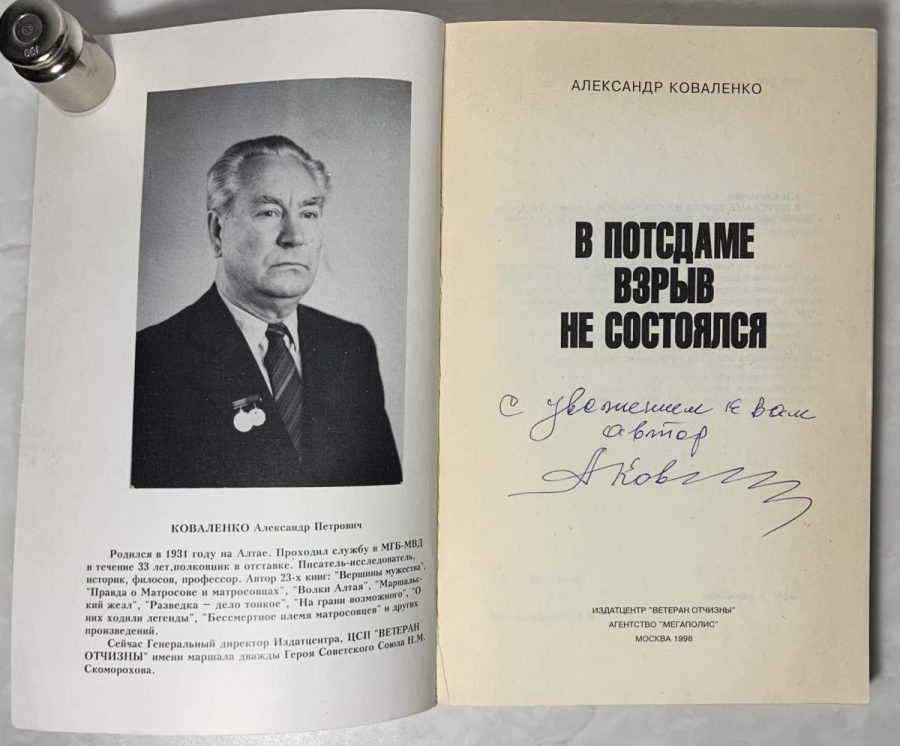 КОВАЛЕНКО Александр Петрович
Родился в 1931 году на Алтае. Проходил службу в МГБ-МВД
в течение 33 лет,полковник в отставке. Писатель-исследователь,
историк, философ, профессор. Автор 23-х книг: "Вершины мужества",
"Правда о Матросове и матросовцах", "Волки Алтая", "Маршальс-
кий жезл", "Разведка — дело тонкое", "На грани возможного", "О
них ходили легенды", "Бессмертное племя матросовцев" и других
произведений.
Сейчас Генеральный директор Издатцентра, ЦСП "ВЕТЕРАН
ОТЧИЗНЫ" имени маршала дважды Героя Советского Союза Н.М.
Скоморохова.
АЛЕКСАНДР КОВАЛЕНКО
В ПОТСДАМЕ
ВЗРЫВ
НЕ СОСТОЯЛСЯ
С уважением к вам
автор
АКов
ИЗДАТЦЕНТР "ВЕТЕРАН ОТЧИЗНЫ"
АГЕНТСТВО "МЕГАПОЛИС"
МОСКВА 1998